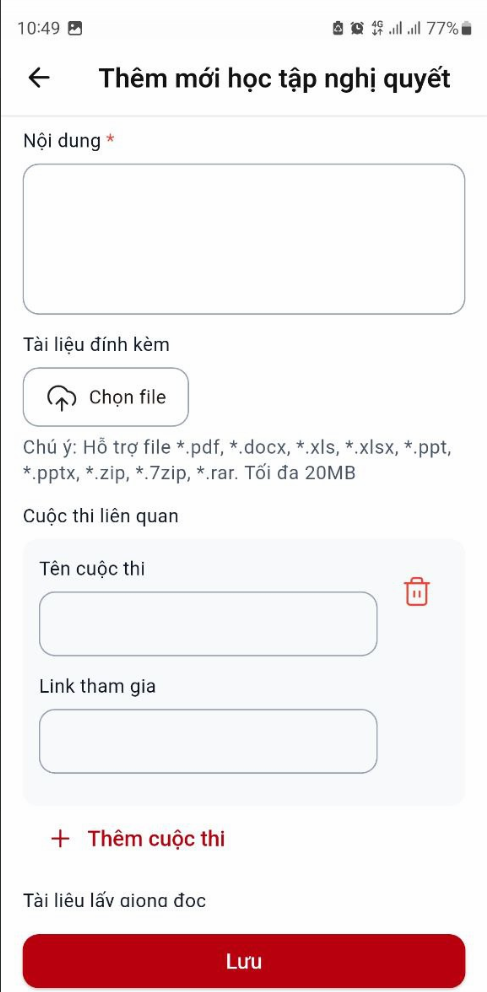 10:49 4G 77%
Thêm mới học tập nghị quyết
Nội dung *
Tài liệu đính kèm
Chọn file
Chú ý: Hỗ trợ file *.pdf, *.docx, *.xls, *.xlsx, *.ppt,
*.pptx, *.zip, *.7zip, *.rar. Tối đa 20MB
Cuộc thi liên quan
Tên cuộc thi
Link tham gia
+ Thêm cuộc thi
Tài liệu lấy giọng đọc
Lưu